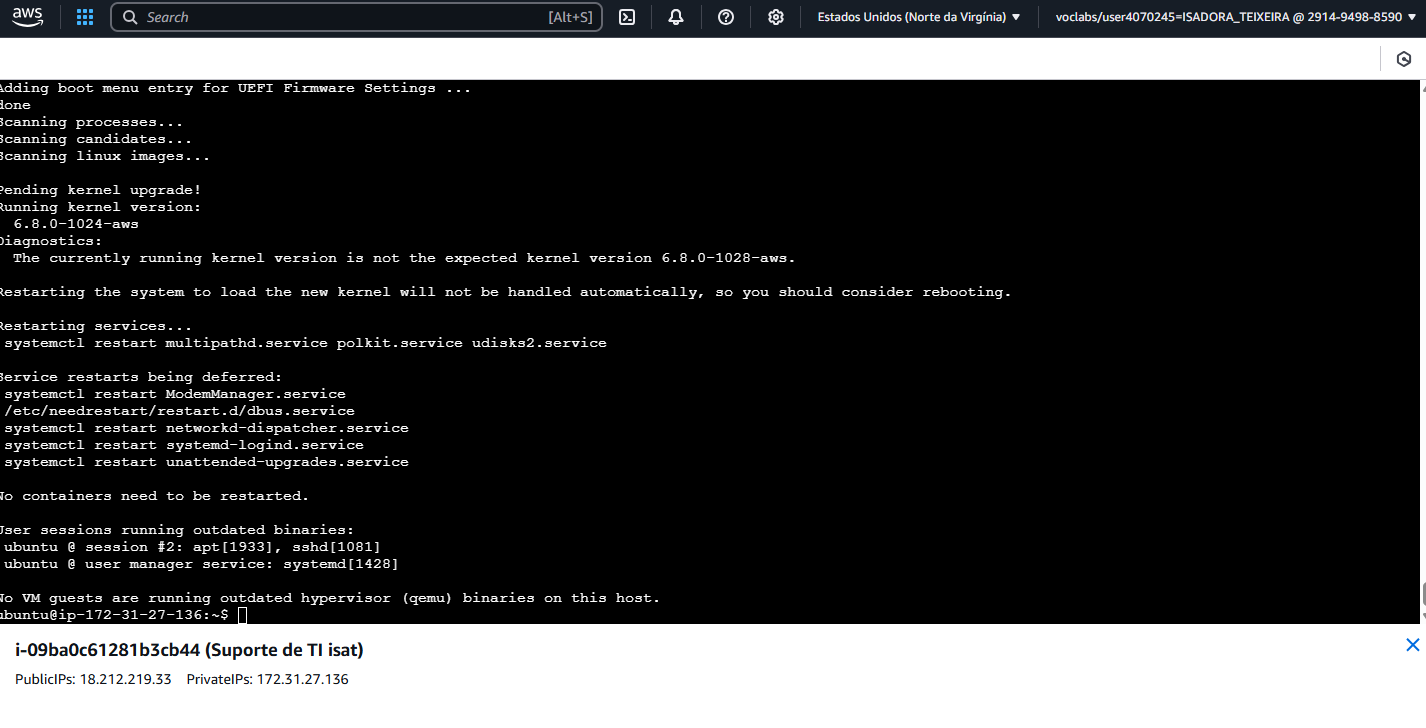 aws
Search [Alt+S] Estados Unidos (Norte da Virgínia) voclabs/user4070245=ISADORA_TEIXEIRA @ 2914-9498-8590
Adding boot menu entry for UEFI Firmware Settings ...
done
Scanning processes...
Scanning candidates...
Scanning linux images...
Pending kernel upgrade!
Running kernel version:
6.8.0-1024-aws
Diagnostics:
The currently running kernel version is not the expected kernel version 6.8.0-1028-aws.
Restarting the system to load the new kernel will not be handled automatically, so you should consider rebooting.
Restarting services...
systemctl restart multipathd.service polkit.service udisks2.service
Service restarts being deferred:
systemctl restart ModemManager.service
/etc/needrestart/restart.d/dbus.service
systemctl restart networkd-dispatcher.service
systemctl restart systemd-logind.service
systemctl restart unattended-upgrades.service
No containers need to be restarted.
User sessions running outdated binaries:
ubuntu @ session #2: apt[1933], sshd[1081]
ubuntu @ user manager service: systemd[1428]
No VM guests are running outdated hypervisor (qemu) binaries on this host.
ubuntu@ip-172-31-27-136:~$
i-09ba0c61281b3cb44 (Suporte de TI isat)
PublicIPs: 18.212.219.33 PrivateIPs: 172.31.27.136